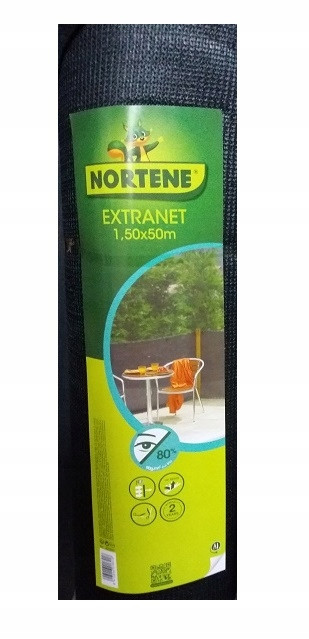 NORTENE®
EXTRANET
1,50x50m
80%
2